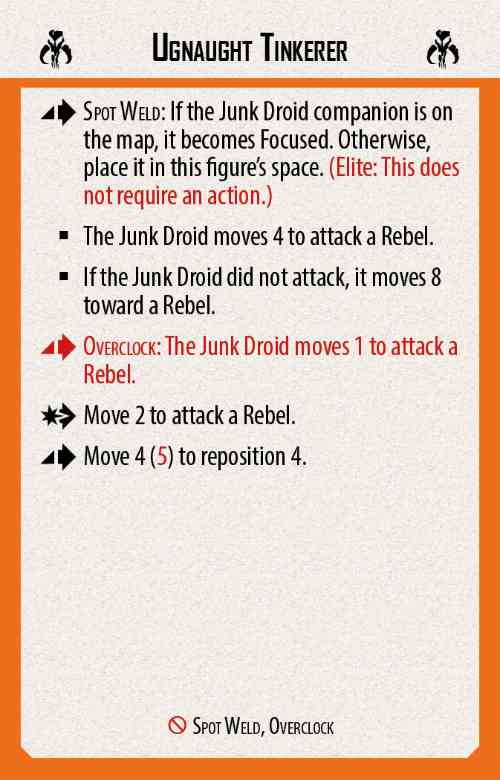 Ugnaught Tinkerer
Spot Weld: If the Junk Droid companion is on
the map, it becomes Focused. Otherwise,
place it in this figure's space. (Elite: This does
not require an action.)
▪ The Junk Droid moves 4 to attack a Rebel.
▪ If the Junk Droid did not attack, it moves 8
toward a Rebel.
Overclock: The Junk Droid moves 1 to attack a
Rebel.
Move 2 to attack a Rebel.
Move 4 (5) to reposition 4.
Spot Weld, Overclock